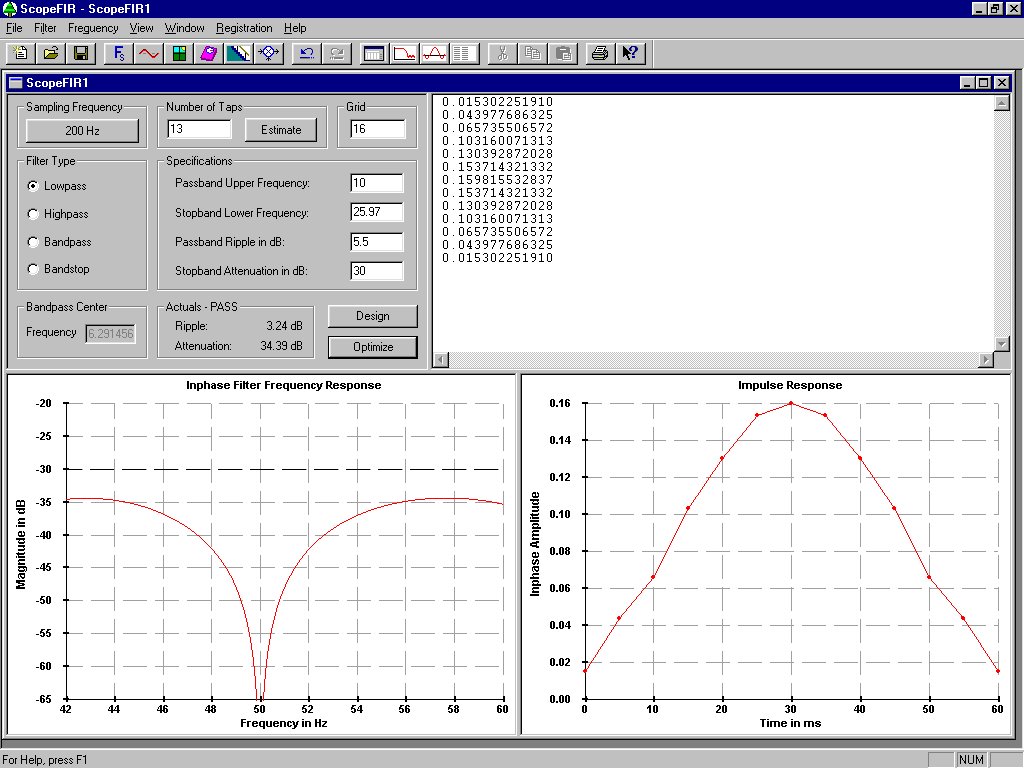 ScopeFIR - ScopeFIR1
File Filter Frequency View Window Registration Help
Fs
ScopeFIR1
Sampling Frequency
200 Hz
Number of Taps
13
Estimate
Grid
16
Filter Type
Lowpass
Highpass
Bandpass
Bandstop
Specifications
Passband Upper Frequency: 10
Stopband Lower Frequency: 25.97
Passband Ripple in dB: 5.5
Stopband Attenuation in dB: 30
Bandpass Center
Frequency 6.291456
Actuals - PASS
Ripple: 3.24 dB
Attenuation: 34.39 dB
Design
Optimize
0.015302251910
0.043977686325
0.065735506572
0.103160071313
0.130392872028
0.153714321332
0.159815532837
0.153714321332
0.130392872028
0.103160071313
0.065735506572
0.043977686325
0.015302251910
Inphase Filter Frequency Response
Magnitude in dB
-20
-25
-30
-35
-40
-45
-50
-55
-60
-65
42 44 46 48 50 52 54 56 58 60
Frequency in Hz
Impulse Response
Inphase Amplitude
0.16
0.14
0.12
0.10
0.08
0.06
0.04
0.02
0.00
0 10 20 30 40 50 60
Time in ms
For Help, press F1
NUM